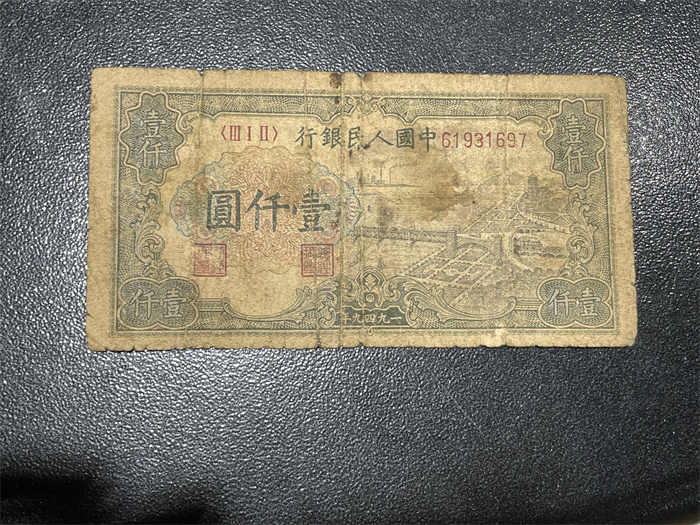 壹仟 壹仟
〈III I II〉 行銀民人國中 61931697
圓仟壹
仟壹 年九四九一 仟壹